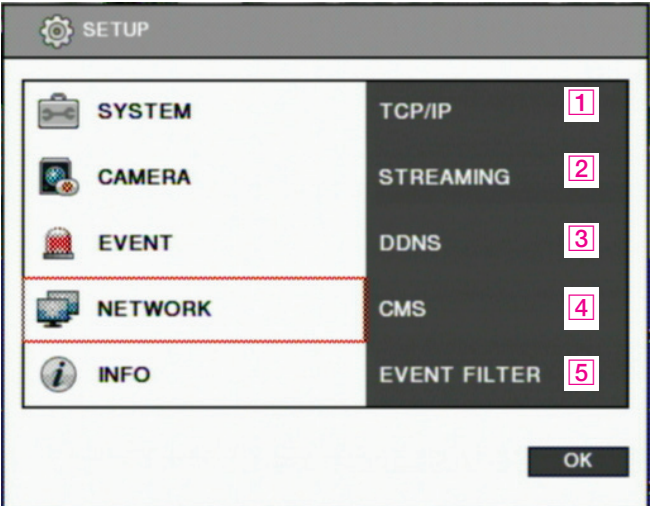 SETUP
SYSTEM
TCP/IP 1
CAMERA
STREAMING 2
EVENT
DDNS 3
NETWORK
CMS 4
INFO
EVENT FILTER 5
OK